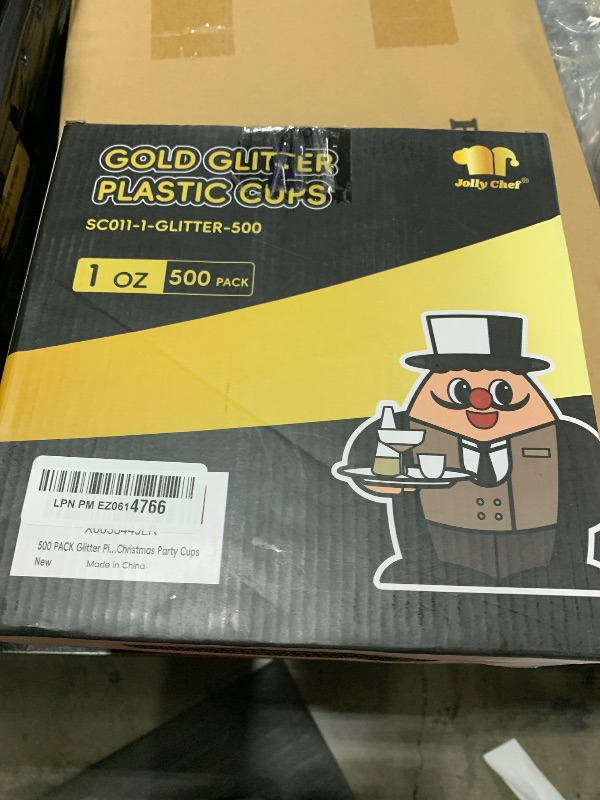 GOLD GLITTER
PLASTIC CUPS
Jolly Chef®
SC011-1-GLITTER-500
1 OZ 500 PACK
LPN PM EZ0614766
500 PACK Glitter Pl...Christmas Party Cups
New Made in China